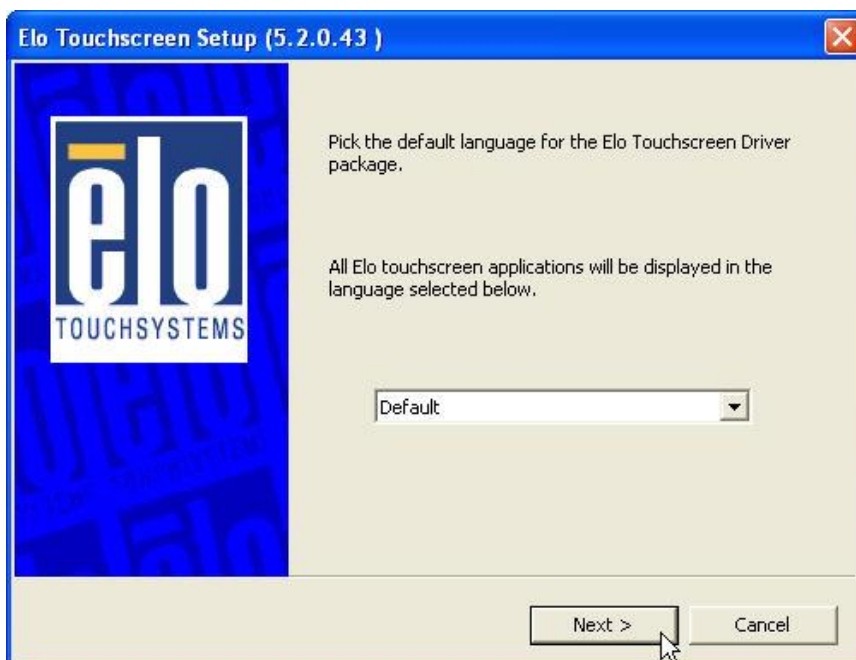 Elo Touchscreen Setup (5.2.0.43 )
elo
TOUCHSYSTEMS
Pick the default language for the Elo Touchscreen Driver
package.
All Elo touchscreen applications will be displayed in the
language selected below.
Default
Next >
Cancel